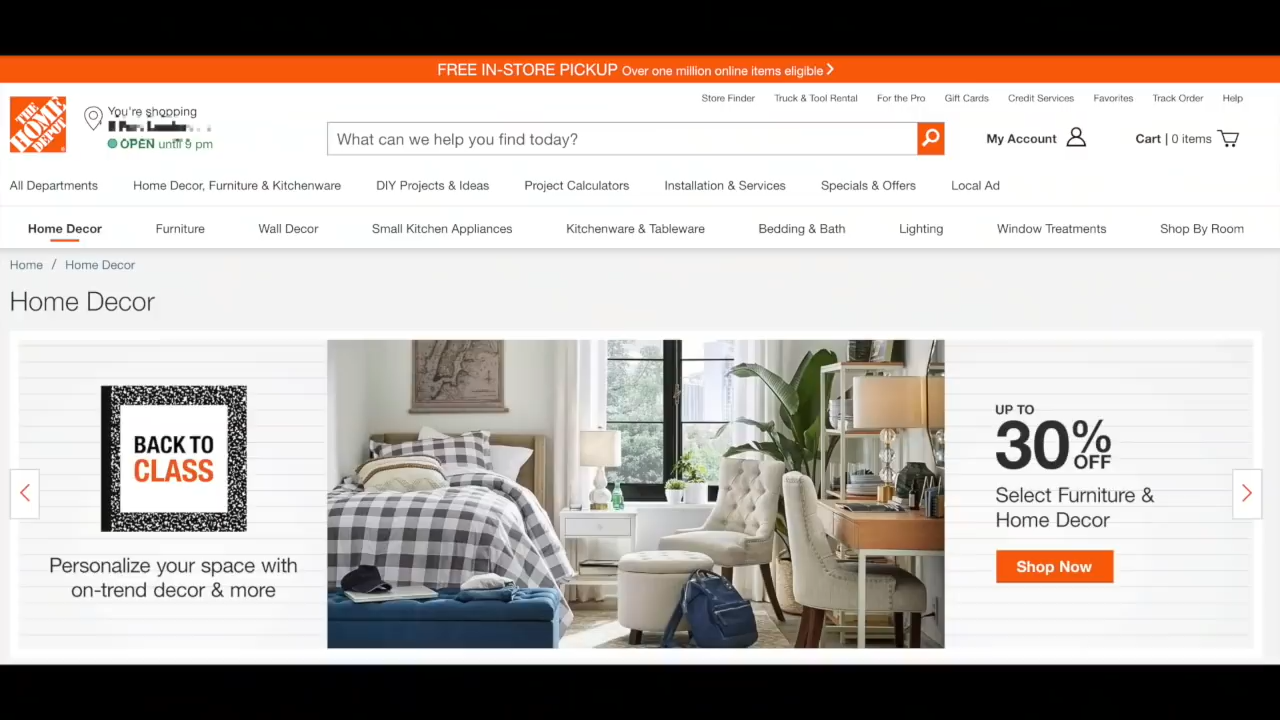 FREE IN-STORE PICKUP Over one million online items eligible
Store Finder Truck & Tool Rental For the Pro Gift Cards Credit Services Favorites Track Order Help
THE HOME DEPOT
You're shopping
OPEN until 9 pm
What can we help you find today?
My Account
Cart | 0 items
All Departments Home Decor, Furniture & Kitchenware DIY Projects & Ideas Project Calculators Installation & Services Specials & Offers Local Ad
Home Decor Furniture Wall Decor Small Kitchen Appliances Kitchenware & Tableware Bedding & Bath Lighting Window Treatments Shop By Room
Home / Home Decor
Home Decor
BACK TO
CLASS
Personalize your space with
on-trend decor & more
UP TO
30% OFF
Select Furniture &
Home Decor
Shop Now